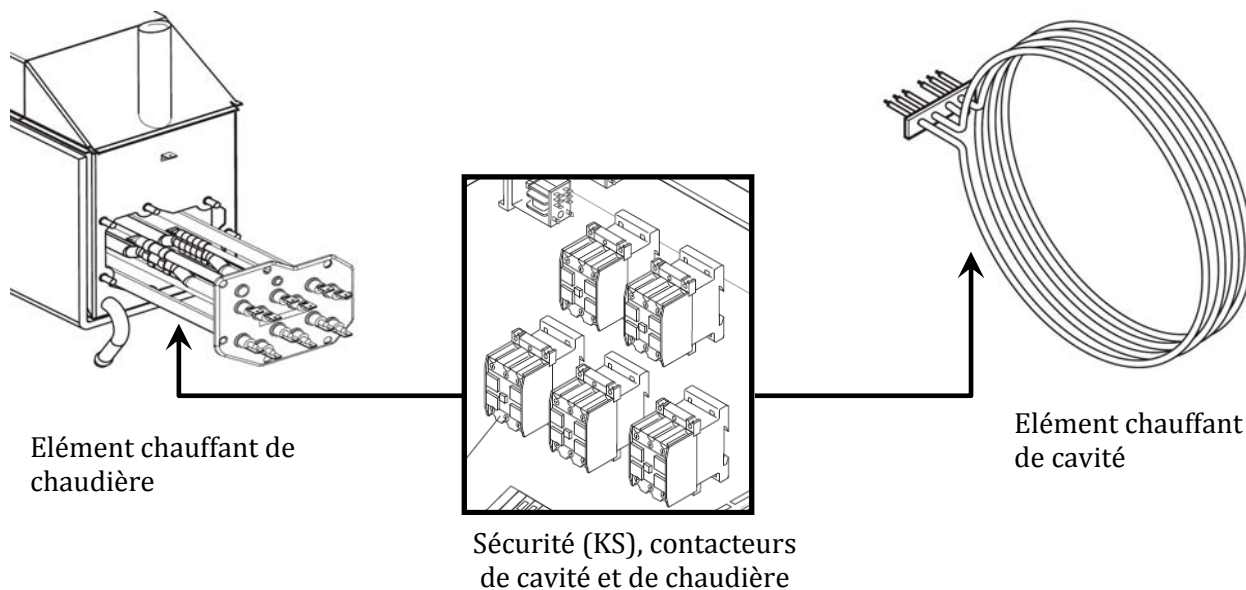 Elément chauffant de
chaudière
Sécurité (KS), contacteurs
de cavité et de chaudière
Elément chauffant
de cavité